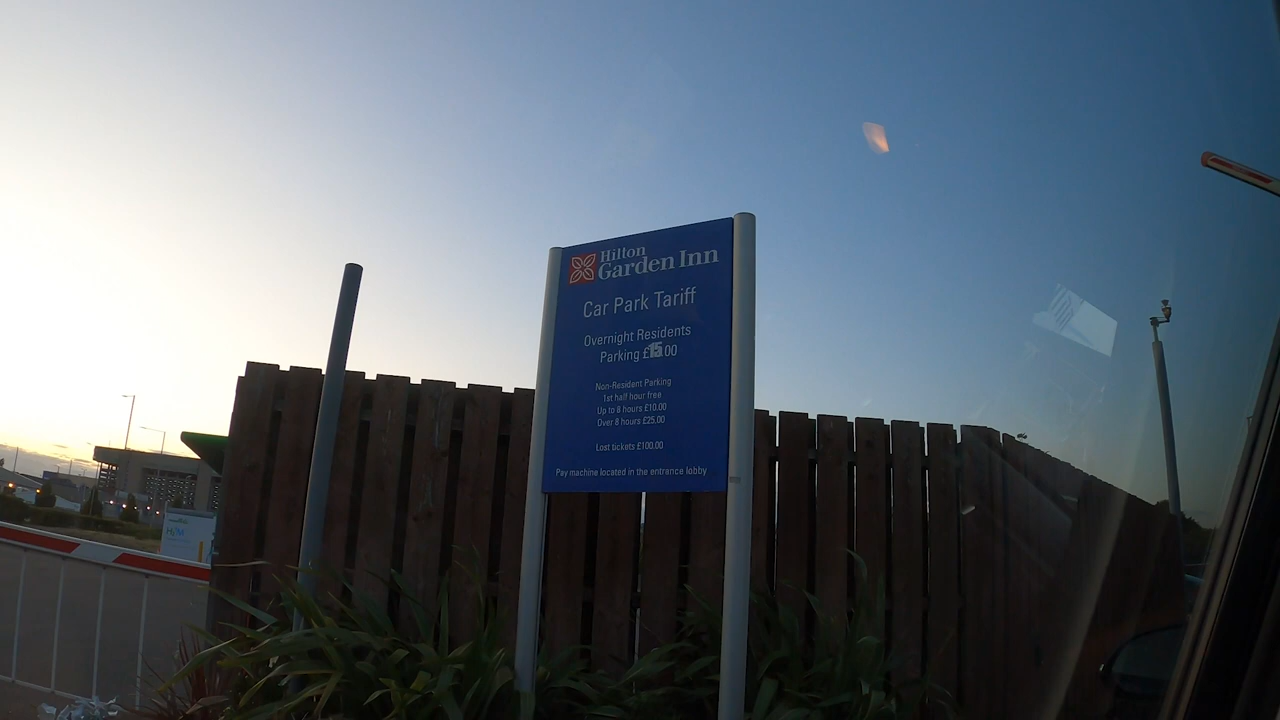 Hilton
Garden Inn
Car Park Tariff
Overnight Residents
Parking £15.00
Non-Resident Parking
1st half hour free
Up to 8 hours £10.00
Over 8 hours £25.00
Lost tickets £100.00
Pay machine located in the entrance lobby